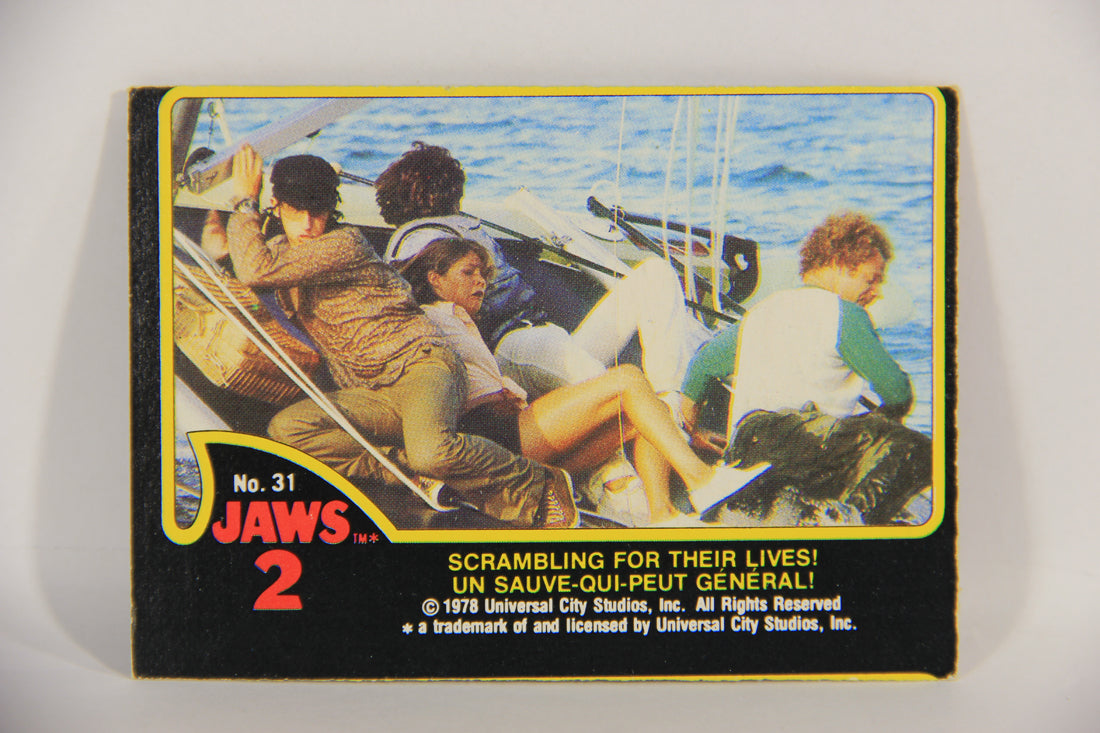 No. 31
JAWS TM*
2
SCRAMBLING FOR THEIR LIVES!
UN SAUVE-QUI-PEUT GÉNÉRAL!
© 1978 Universal City Studios, Inc. All Rights Reserved
* a trademark of and licensed by Universal City Studios, Inc.